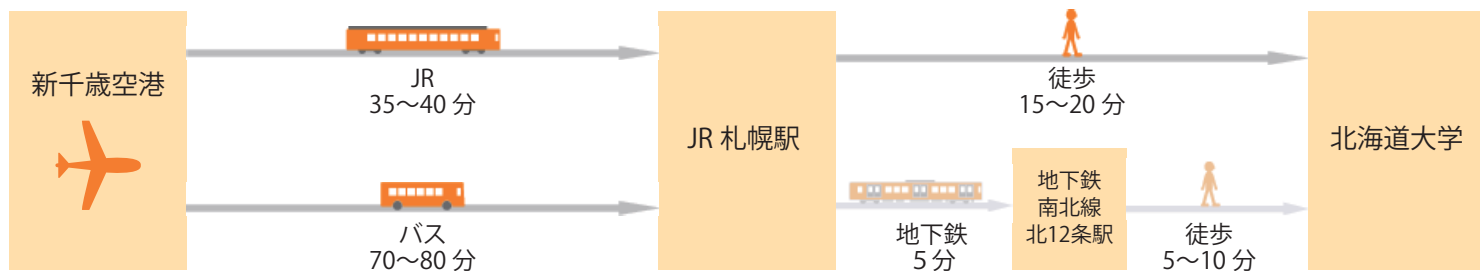 新千歳空港
JR
35〜40 分
バス
70〜80 分
JR 札幌駅
徒歩
15〜20 分
地下鉄
5分
地下鉄
南北線
北12条駅
徒歩
5〜10 分
北海道大学